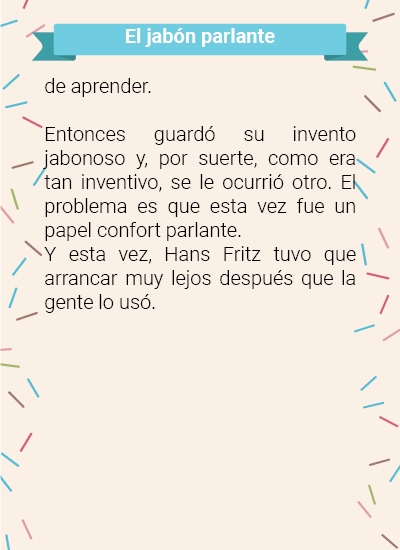 El jabón parlante
de aprender.
Entonces guardó su invento
jabonoso y, por suerte, como era
tan inventivo, se le ocurrió otro. El
problema es que esta vez fue un
papel confort parlante.
Y esta vez, Hans Fritz tuvo que
arrancar muy lejos después que la
gente lo usó.